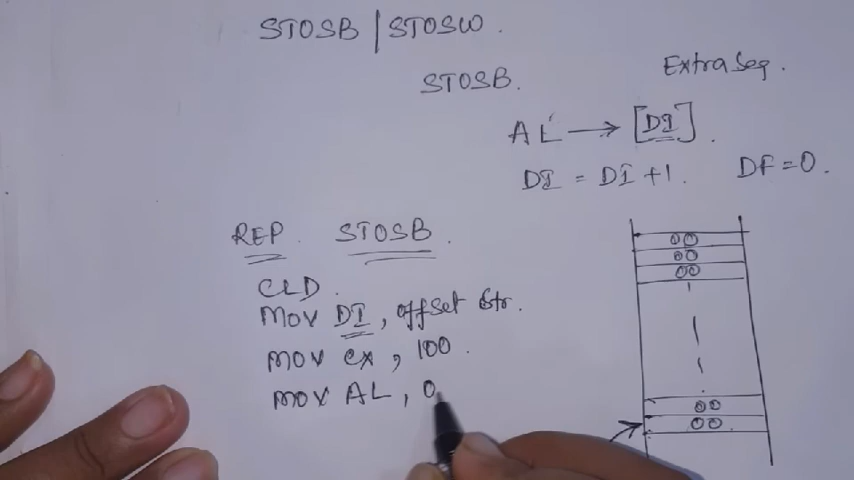 STOSB | STOSW.
STOSB.
Extra Seg.
AL → [DI].
DI = DI +1. DF=0.
REP. STOSB.
CLD.
MOV DI, offset Str.
MOV CX, 100.
MOV AL, 0
00
00
00
00
00